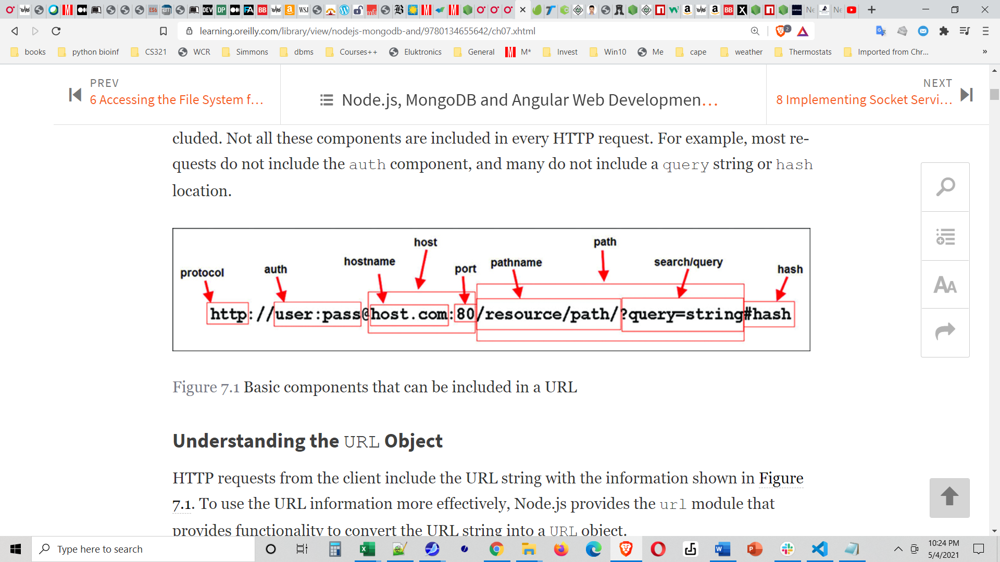 learning.oreilly.com/library/view/nodejs-mongodb-and/9780134655642/ch07.xhtml
2
books python bioinf CS321 WCR Simmons dbms Courses++ Eluktronics General M* Invest Win10 Me cape weather Thermostats Imported from Chr... »
PREV
6 Accessing the File System f...
Node.js, MongoDB and Angular Web Developmen...
NEXT
8 Implementing Socket Servi...
cluded. Not all these components are included in every HTTP request. For example, most re-
quests do not include the auth component, and many do not include a query string or hash
location.
host path
hostname pathname search/query
protocol auth port hash
http://user:pass@host.com:80/resource/path/?query=string#hash
Figure 7.1 Basic components that can be included in a URL
Understanding the URL Object
HTTP requests from the client include the URL string with the information shown in Figure
7.1. To use the URL information more effectively, Node.js provides the url module that
provides functionality to convert the URL string into a URL object.
AA
Type here to search
10:24 PM
5/4/2021